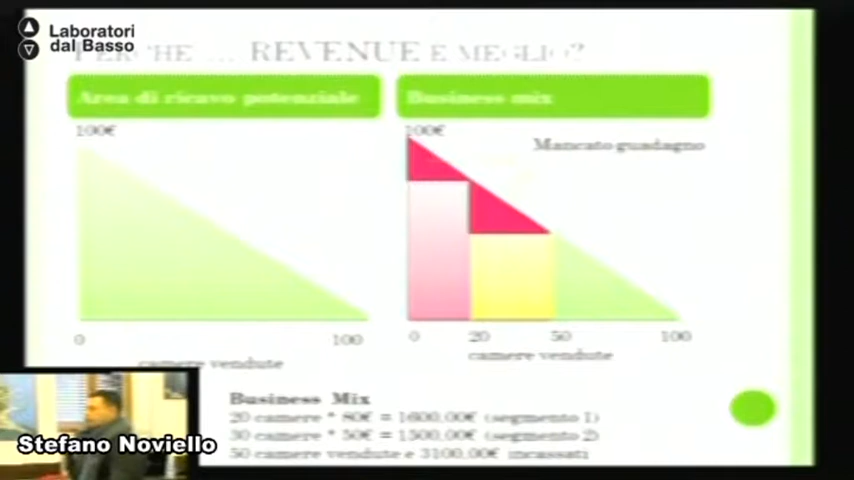 Laboratori
dal Basso
PERCHE' ... REVENUE E MEGLIO?
Area di ricavo potenziale
Business mix
100€
100€
Mancato guadagno
0
100
0
20
50
100
camere vendute
camere vendute
Business Mix
20 camere * 80€ = 1600,00€ (segmento 1)
30 camere * 50€ = 1500,00€ (segmento 2)
50 camere vendute e 3100,00€ incassati
Stefano Noviello